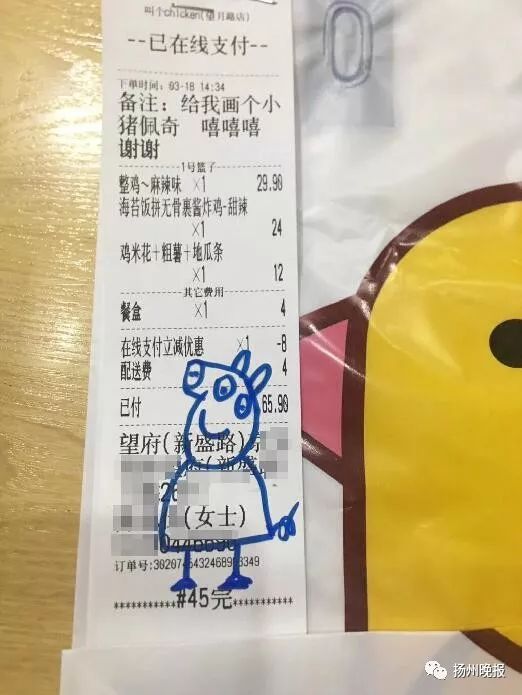 叫个chicken(望月路店)
--已在线支付--
下单时间: 03-18 14:34
备注: 给我画个小
猪佩奇 嘻嘻嘻
谢谢
1号篮子
整鸡~麻辣味 ×1 29.90
海苔饭拼无骨裹酱炸鸡-甜辣
×1 24
鸡米花+粗薯+地瓜条
×1 12
其它费用
餐盒 ×1 4
在线支付立减优惠 ×1 -8
配送费 4
已付 65.90
望府(新盛路)
(女士)
订单号:
#45完
扬州晚报